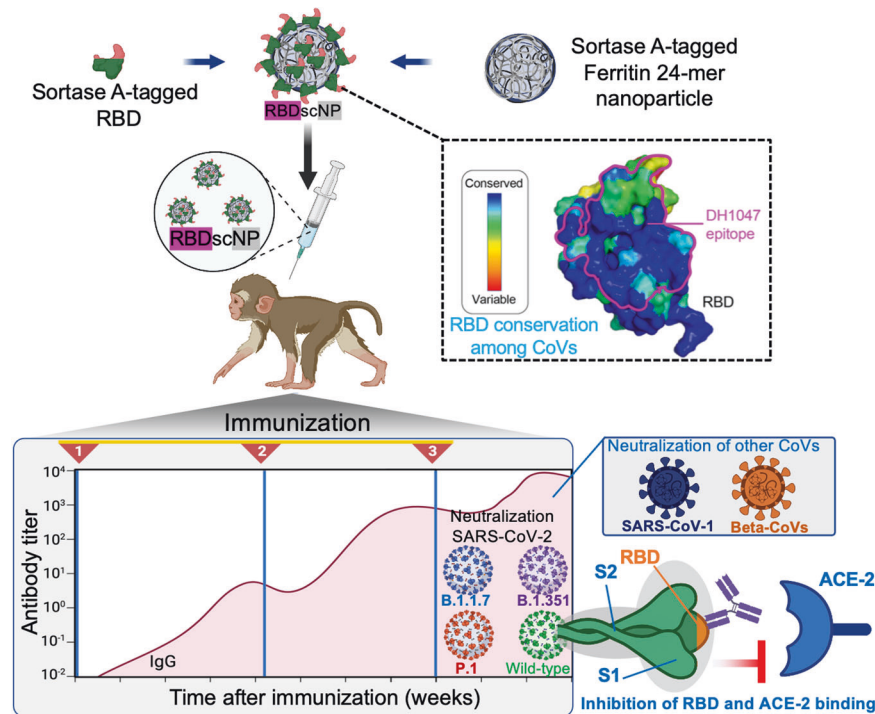 Sortase A-tagged
RBD
RBDscNP
Sortase A-tagged
Ferritin 24-mer
nanoparticle
RBDscNP
Conserved
Variable
DH1047
epitope
RBD
RBD conservation
among CoVs
Immunization
1
2
3
Antibody titer
10⁴
10³
10²
10¹
10⁰
10⁻¹
10⁻²
IgG
Time after immunization (weeks)
Neutralization
SARS-CoV-2
B.1.1.7
B.1.351
P.1
Wild-type
Neutralization of other CoVs
SARS-CoV-1
Beta-CoVs
RBD
S2
S1
ACE-2
Inhibition of RBD and ACE-2 binding